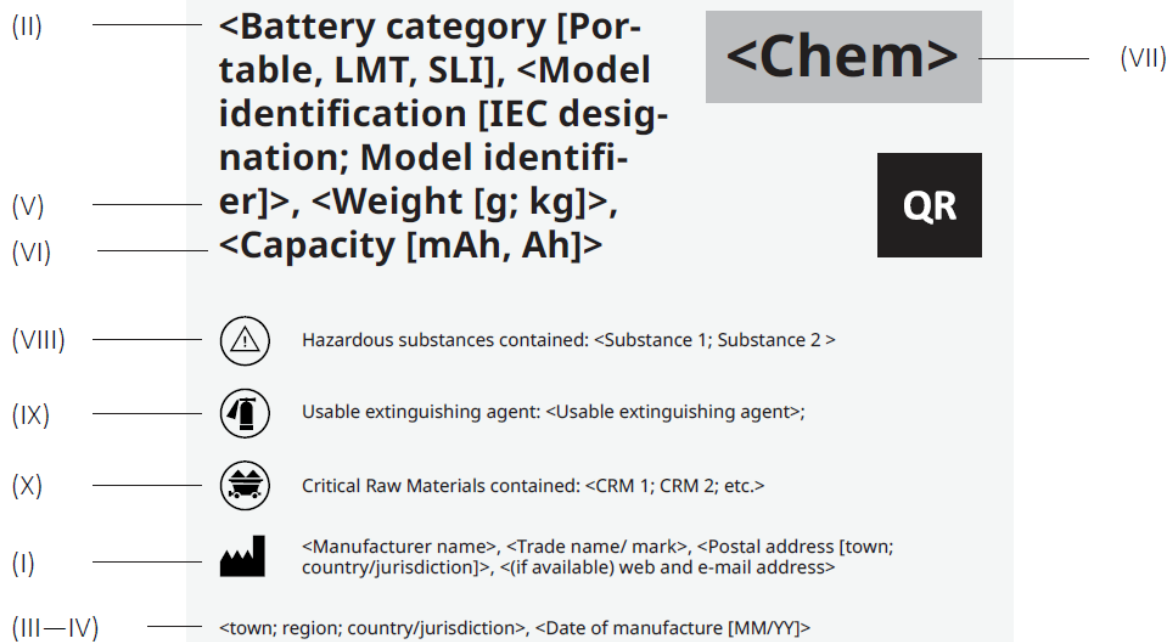 (II)
<Battery category [Por-
table, LMT, SLI], <Model
identification [IEC desig-
nation; Model identifi-
er]>, <Weight [g; kg]>,
<Capacity [mAh, Ah]>
<Chem>
(VII)
QR
(V)
(VI)
(VIII)
Hazardous substances contained: <Substance 1; Substance 2 >
(IX)
Usable extinguishing agent: <Usable extinguishing agent>;
(X)
Critical Raw Materials contained: <CRM 1; CRM 2; etc.>
(I)
<Manufacturer name>, <Trade name/ mark>, <Postal address [town;
country/jurisdiction]>, <(if available) web and e-mail address>
(III—IV)
<town; region; country/jurisdiction>, <Date of manufacture [MM/YY]>